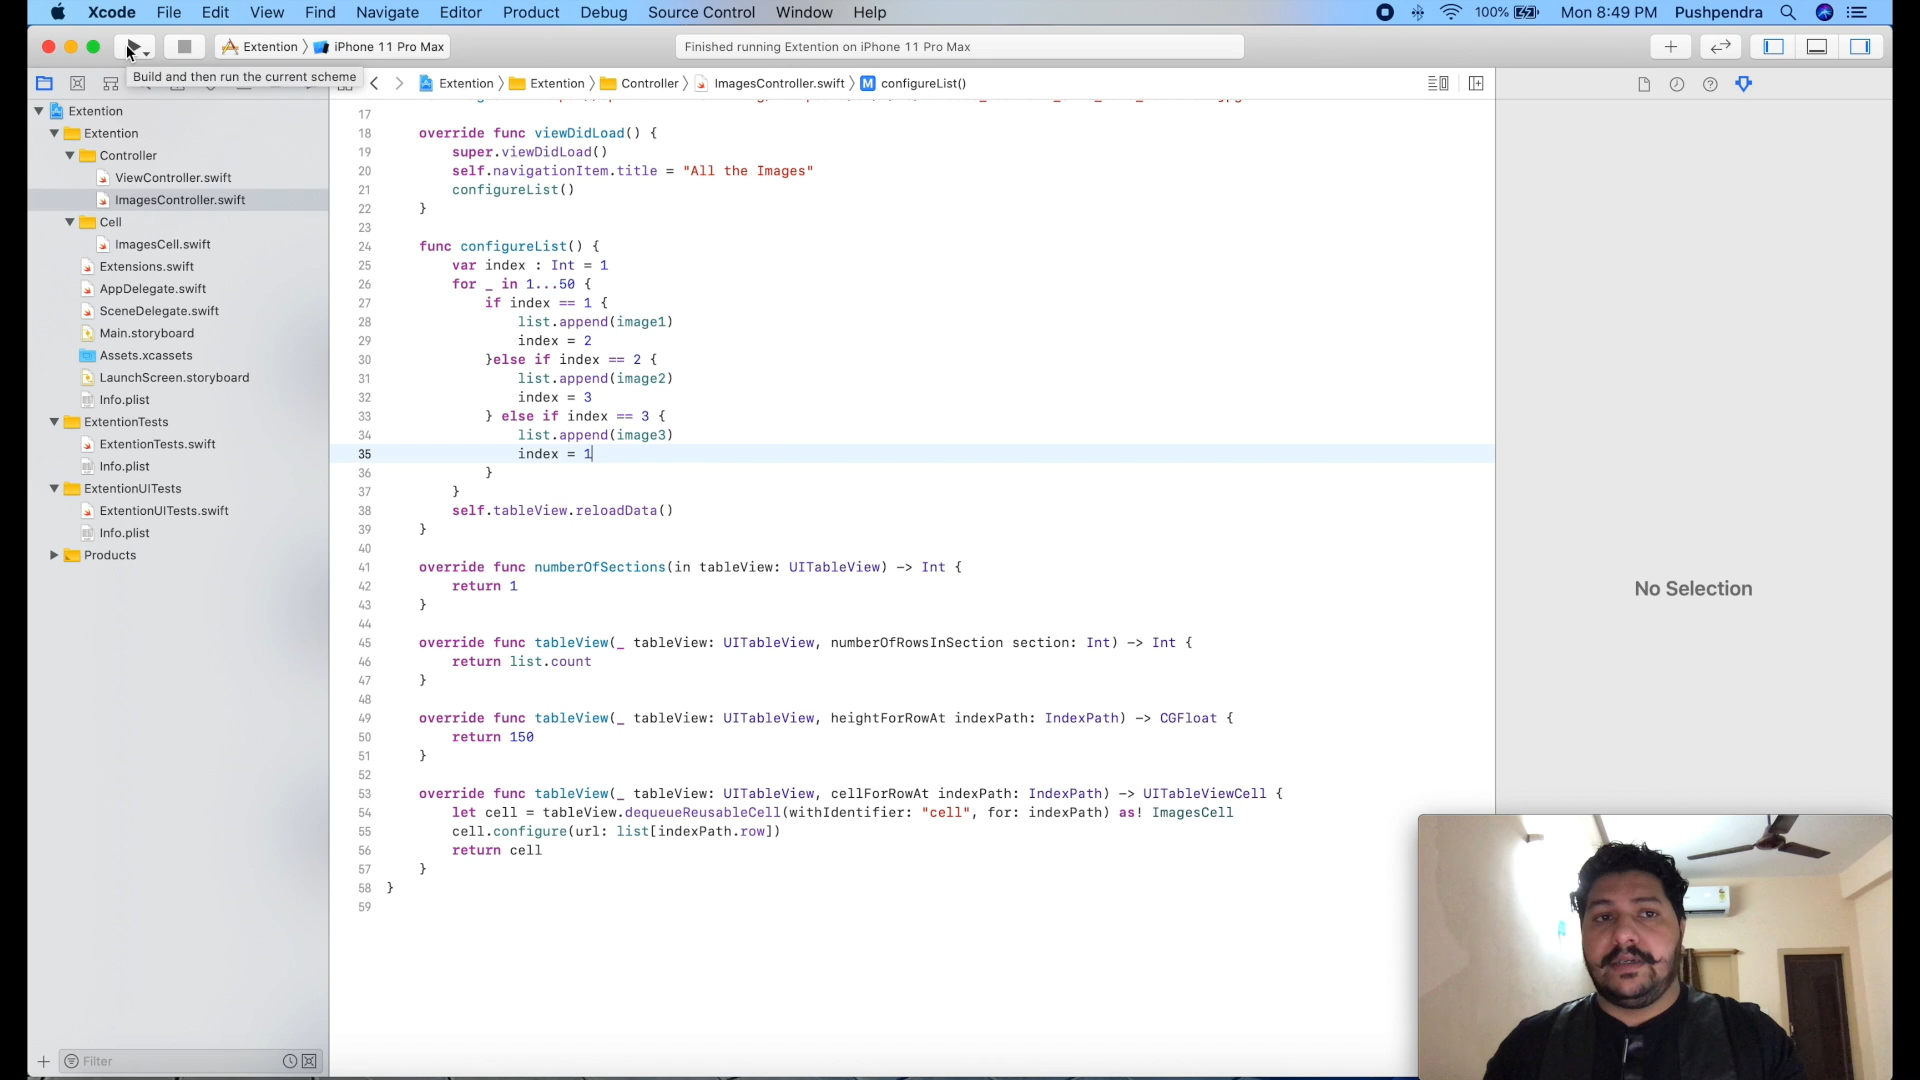 Xcode File Edit View Find Navigate Editor Product Debug Source Control Window Help 100% Mon 8:49 PM Pushpendra
Extention iPhone 11 Pro Max Finished running Extention on iPhone 11 Pro Max
Build and then run the current scheme
Extention Extention Controller ImagesController.swift M configureList()
Extention
Extention
Controller
ViewController.swift
ImagesController.swift
Cell
ImagesCell.swift
Extensions.swift
AppDelegate.swift
SceneDelegate.swift
Main.storyboard
Assets.xcassets
LaunchScreen.storyboard
Info.plist
ExtentionTests
ExtentionTests.swift
Info.plist
ExtentionUITests
ExtentionUITests.swift
Info.plist
Products
Filter
17
18 override func viewDidLoad() {
19 super.viewDidLoad()
20 self.navigationItem.title = "All the Images"
21 configureList()
22 }
23
24 func configureList() {
25 var index : Int = 1
26 for _ in 1...50 {
27 if index == 1 {
28 list.append(image1)
29 index = 2
30 }else if index == 2 {
31 list.append(image2)
32 index = 3
33 } else if index == 3 {
34 list.append(image3)
35 index = 1
36 }
37 }
38 self.tableView.reloadData()
39 }
40
41 override func numberOfSections(in tableView: UITableView) -> Int {
42 return 1
43 }
44
45 override func tableView(_ tableView: UITableView, numberOfRowsInSection section: Int) -> Int {
46 return list.count
47 }
48
49 override func tableView(_ tableView: UITableView, heightForRowAt indexPath: IndexPath) -> CGFloat {
50 return 150
51 }
52
53 override func tableView(_ tableView: UITableView, cellForRowAt indexPath: IndexPath) -> UITableViewCell {
54 let cell = tableView.dequeueReusableCell(withIdentifier: "cell", for: indexPath) as! ImagesCell
55 cell.configure(url: list[indexPath.row])
56 return cell
57 }
58 }
59
No Selection